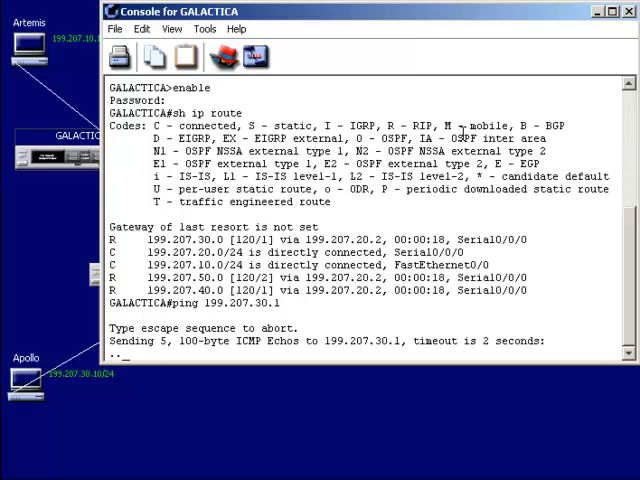 Artemis
199.207.10.1
GALACTIC
Apollo
199.207.30.10/24
Console for GALACTICA
File Edit View Tools Help
GALACTICA>enable
Password:
GALACTICA#sh ip route
Codes: C - connected, S - static, I - IGRP, R - RIP, M - mobile, B - BGP
D - EIGRP, EX - EIGRP external, O - OSPF, IA - OSPF inter area
N1 - OSPF NSSA external type 1, N2 - OSPF NSSA external type 2
E1 - OSPF external type 1, E2 - OSPF external type 2, E - EGP
i - IS-IS, L1 - IS-IS level-1, L2 - IS-IS level-2, * - candidate default
U - per-user static route, o - ODR, P - periodic downloaded static route
T - traffic engineered route
Gateway of last resort is not set
R 199.207.30.0 [120/1] via 199.207.20.2, 00:00:18, Serial0/0/0
C 199.207.20.0/24 is directly connected, Serial0/0/0
C 199.207.10.0/24 is directly connected, FastEthernet0/0
R 199.207.50.0 [120/2] via 199.207.20.2, 00:00:18, Serial0/0/0
R 199.207.40.0 [120/1] via 199.207.20.2, 00:00:18, Serial0/0/0
GALACTICA#ping 199.207.30.1
Type escape sequence to abort.
Sending 5, 100-byte ICMP Echos to 199.207.30.1, timeout is 2 seconds:
.._